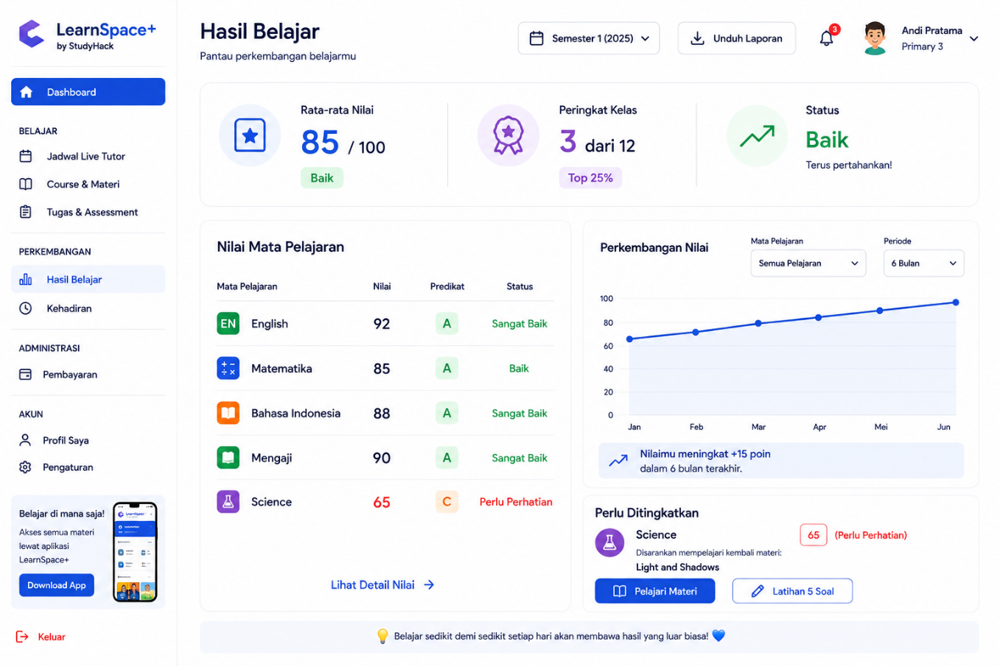 LearnSpace+
by StudyHack
Dashboard
BELAJAR
Jadwal Live Tutor
Course & Materi
Tugas & Assessment
PERKEMBANGAN
Hasil Belajar
Kehadiran
ADMINISTRASI
Pembayaran
AKUN
Profil Saya
Pengaturan
Belajar di mana saja!
Akses semua materi
lewat aplikasi
LearnSpace+
Download App
Keluar
Hasil Belajar
Pantau perkembangan belajarmu
Semester 1 (2025)
Unduh Laporan
3
Andi Pratama
Primary 3
Rata-rata Nilai
85 / 100
Baik
Peringkat Kelas
3 dari 12
Top 25%
Status
Baik
Terus pertahankan!
Nilai Mata Pelajaran
Mata Pelajaran Nilai Predikat Status
EN English 92 A Sangat Baik
Matematika 85 A Baik
Bahasa Indonesia 88 A Sangat Baik
Mengaji 90 A Sangat Baik
Science 65 C Perlu Perhatian
Lihat Detail Nilai
Perkembangan Nilai
Mata Pelajaran
Semua Pelajaran
Periode
6 Bulan
100
80
60
40
20
0
Jan Feb Mar Apr Mei Jun
Nilaimu meningkat +15 poin
dalam 6 bulan terakhir.
Perlu Ditingkatkan
Science
65 (Perlu Perhatian)
Disarankan mempelajari kembali materi:
Light and Shadows
Pelajari Materi
Latihan 5 Soal
Belajar sedikit demi sedikit setiap hari akan membawa hasil yang luar biasa!